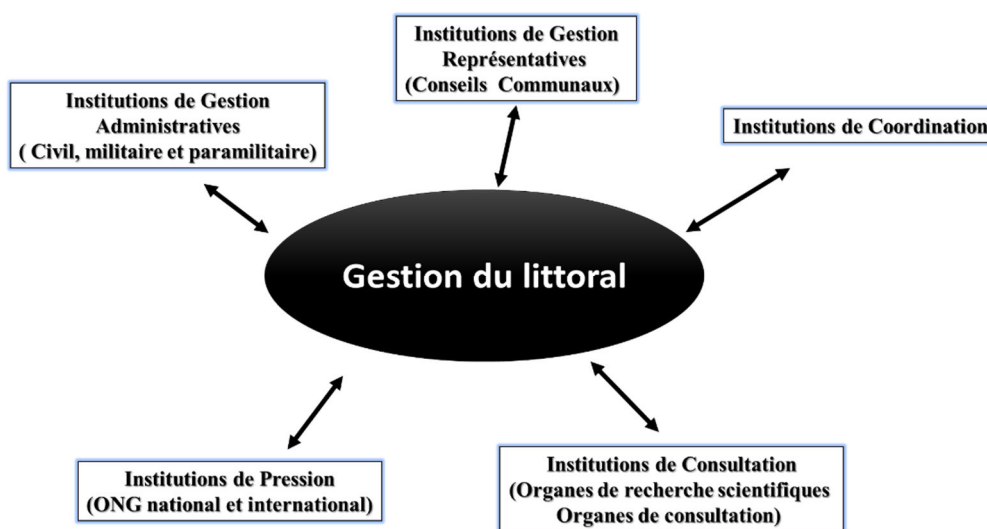 Institutions de Gestion
Représentatives
(Conseils Communaux)
Institutions de Gestion
Administratives
( Civil, militaire et paramilitaire)
Institutions de Coordination
Gestion du littoral
Institutions de Pression
(ONG national et international)
Institutions de Consultation
(Organes de recherche scientifiques
Organes de consultation)